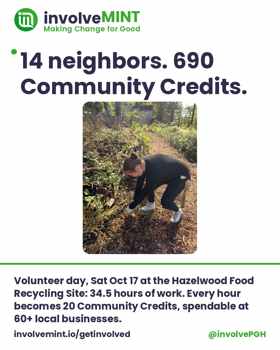 involveMINT
Making Change for Good
14 neighbors. 690
Community Credits.
Volunteer day, Sat Oct 17 at the Hazelwood Food
Recycling Site: 34.5 hours of work. Every hour
becomes 20 Community Credits, spendable at
60+ local businesses.
involvemint.io/getinvolved
@involvePGH